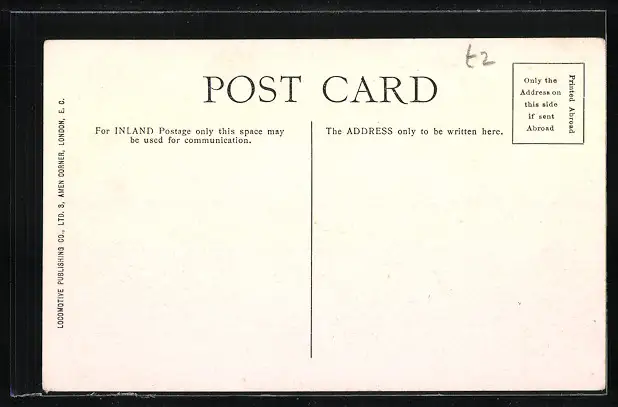 £2
POST CARD
For INLAND Postage only this space may
be used for communication.
The ADDRESS only to be written here.
Only the
Address on
this side
if sent
Abroad
Printed Abroad
LOCOMOTIVE PUBLISHING CO., LTD. 3, AMEN CORNER, LONDON, E. C.